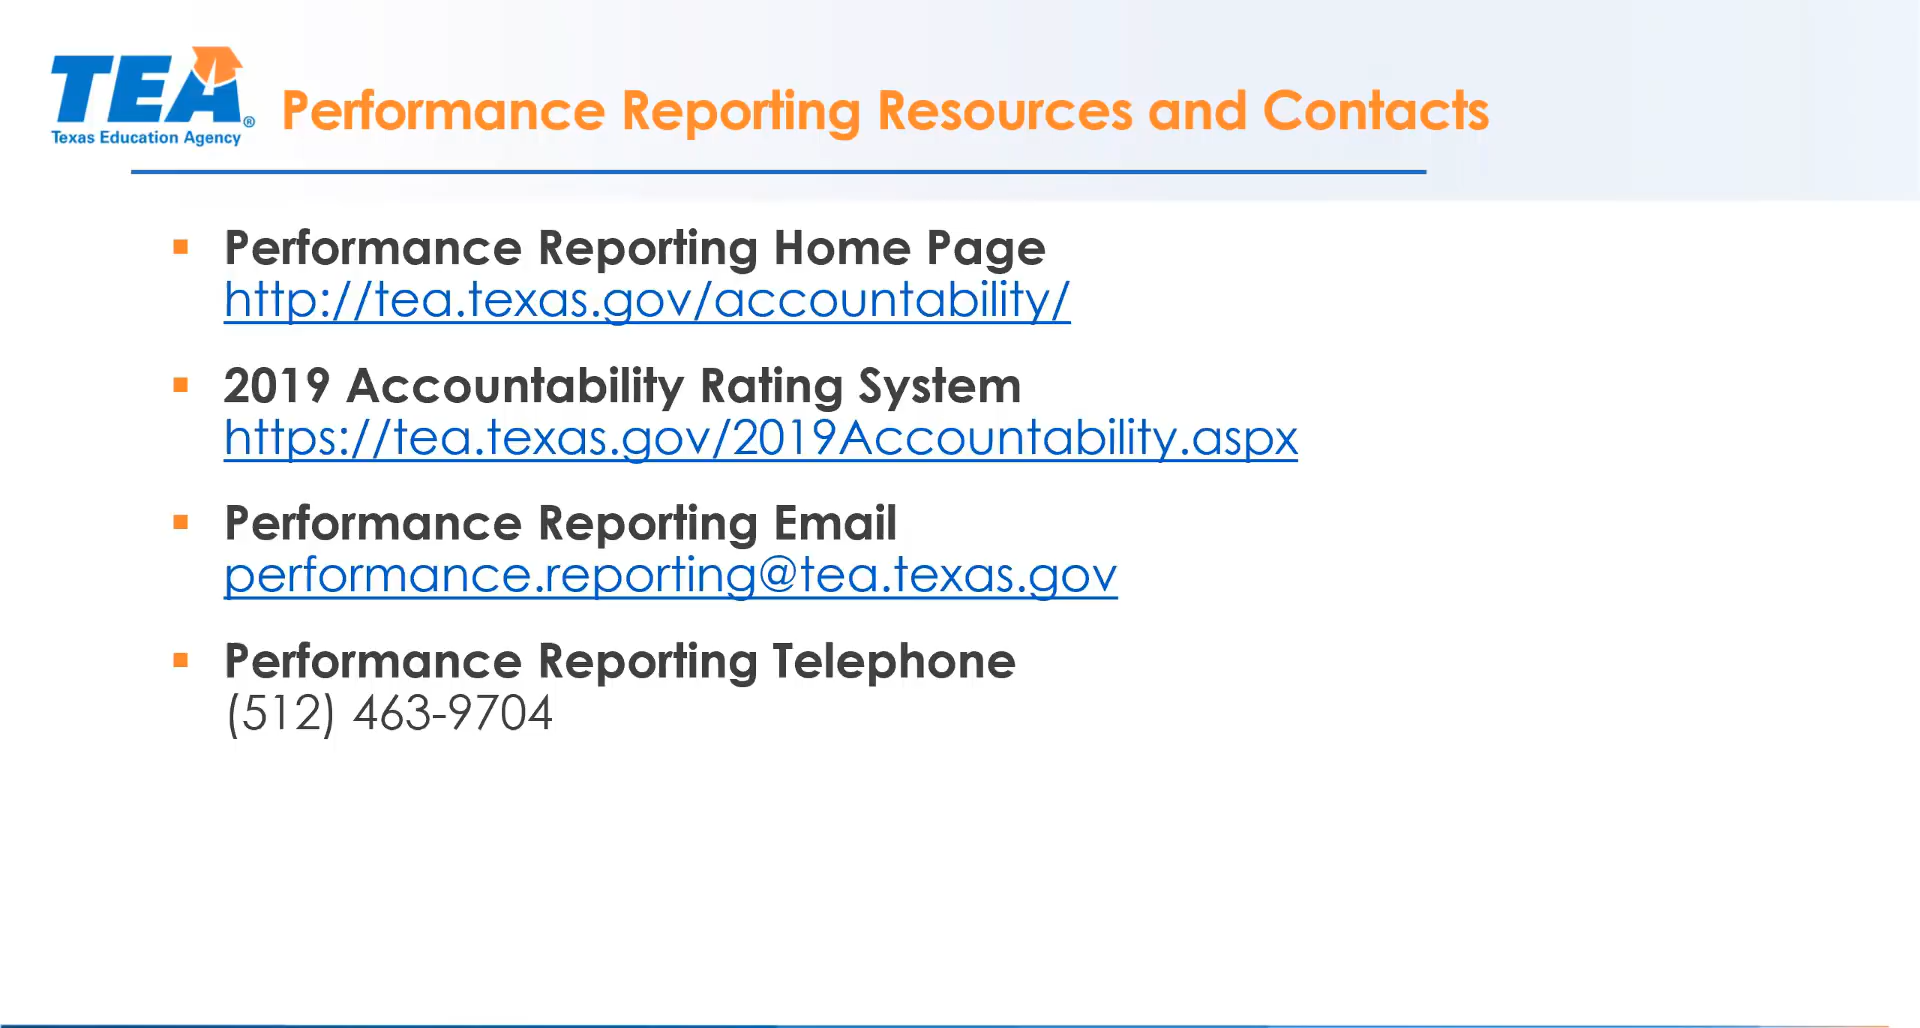 TEA®
Texas Education Agency
Performance Reporting Resources and Contacts
▪ Performance Reporting Home Page
http://tea.texas.gov/accountability/
▪ 2019 Accountability Rating System
https://tea.texas.gov/2019Accountability.aspx
▪ Performance Reporting Email
performance.reporting@tea.texas.gov
▪ Performance Reporting Telephone
(512) 463-9704